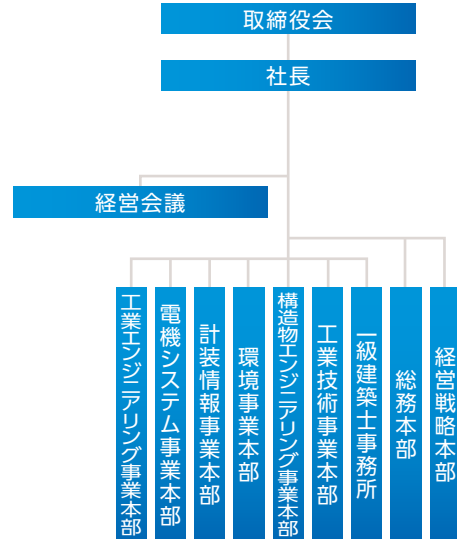 取締役会
社長
経営会議
工業エンジニアリング事業本部
電機システム事業本部
計装情報事業本部
環境事業本部
構造物エンジニアリング事業本部
工業技術事業本部
一級建築士事務所
総務本部
経営戦略本部